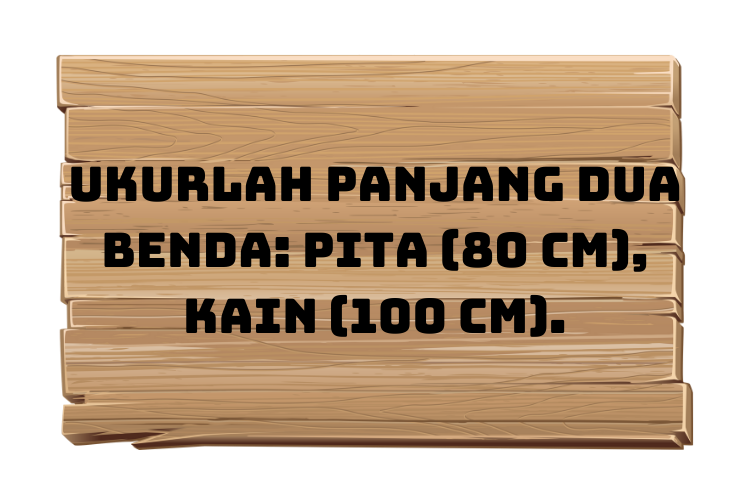 UKURLAH PANJANG DUA
BENDA: PITA (80 CM),
KAIN (100 CM).